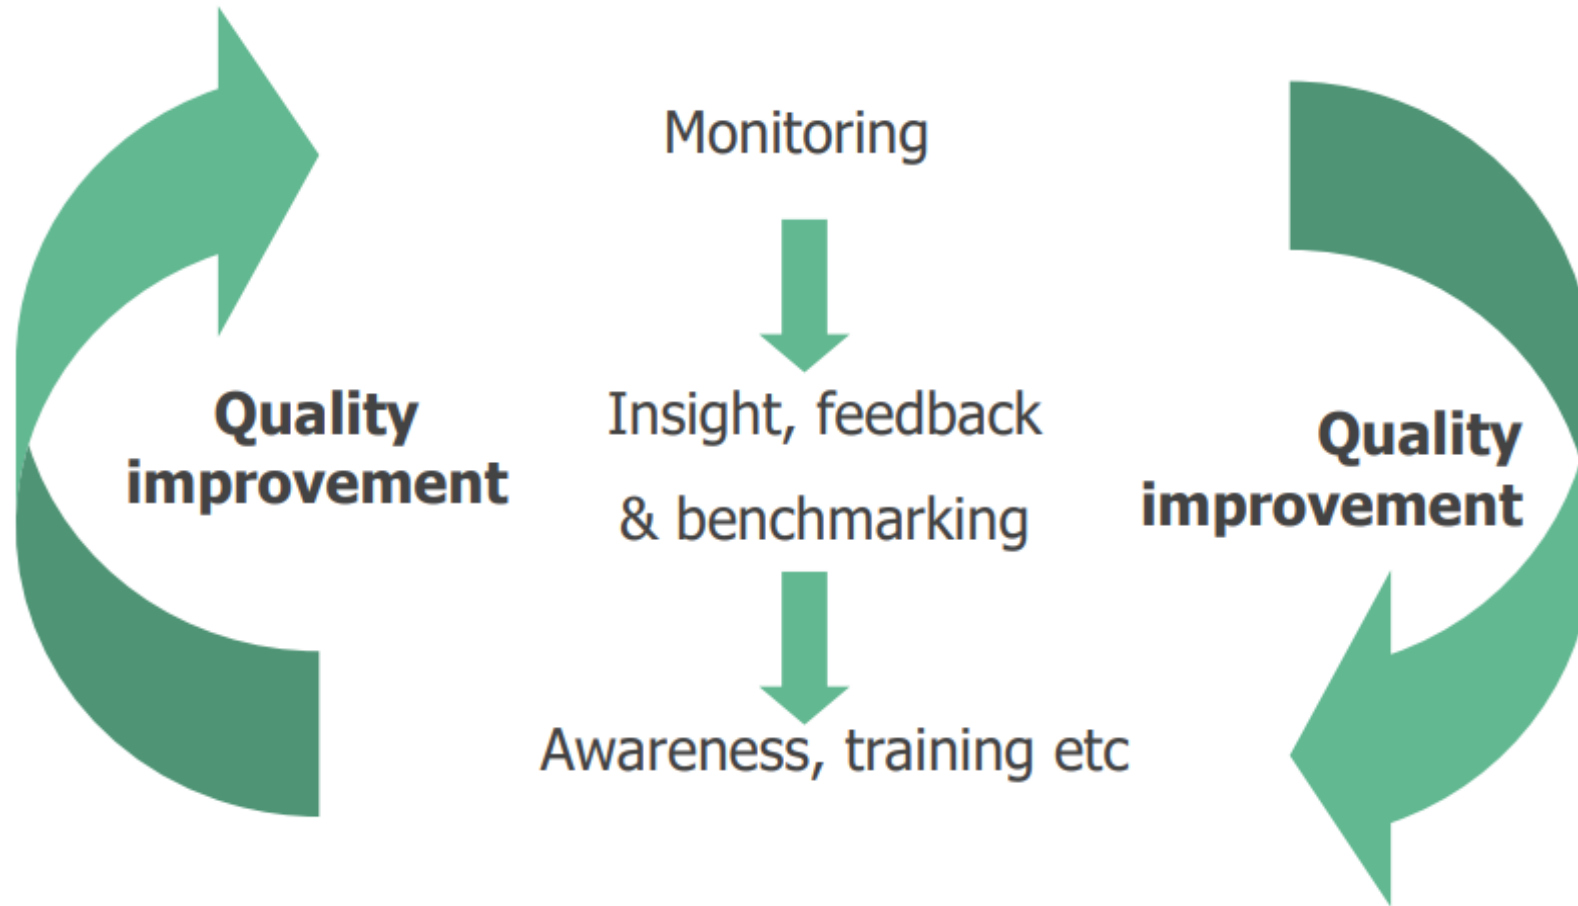 Monitoring
Quality
improvement
Insight, feedback
& benchmarking
Quality
improvement
Awareness, training etc